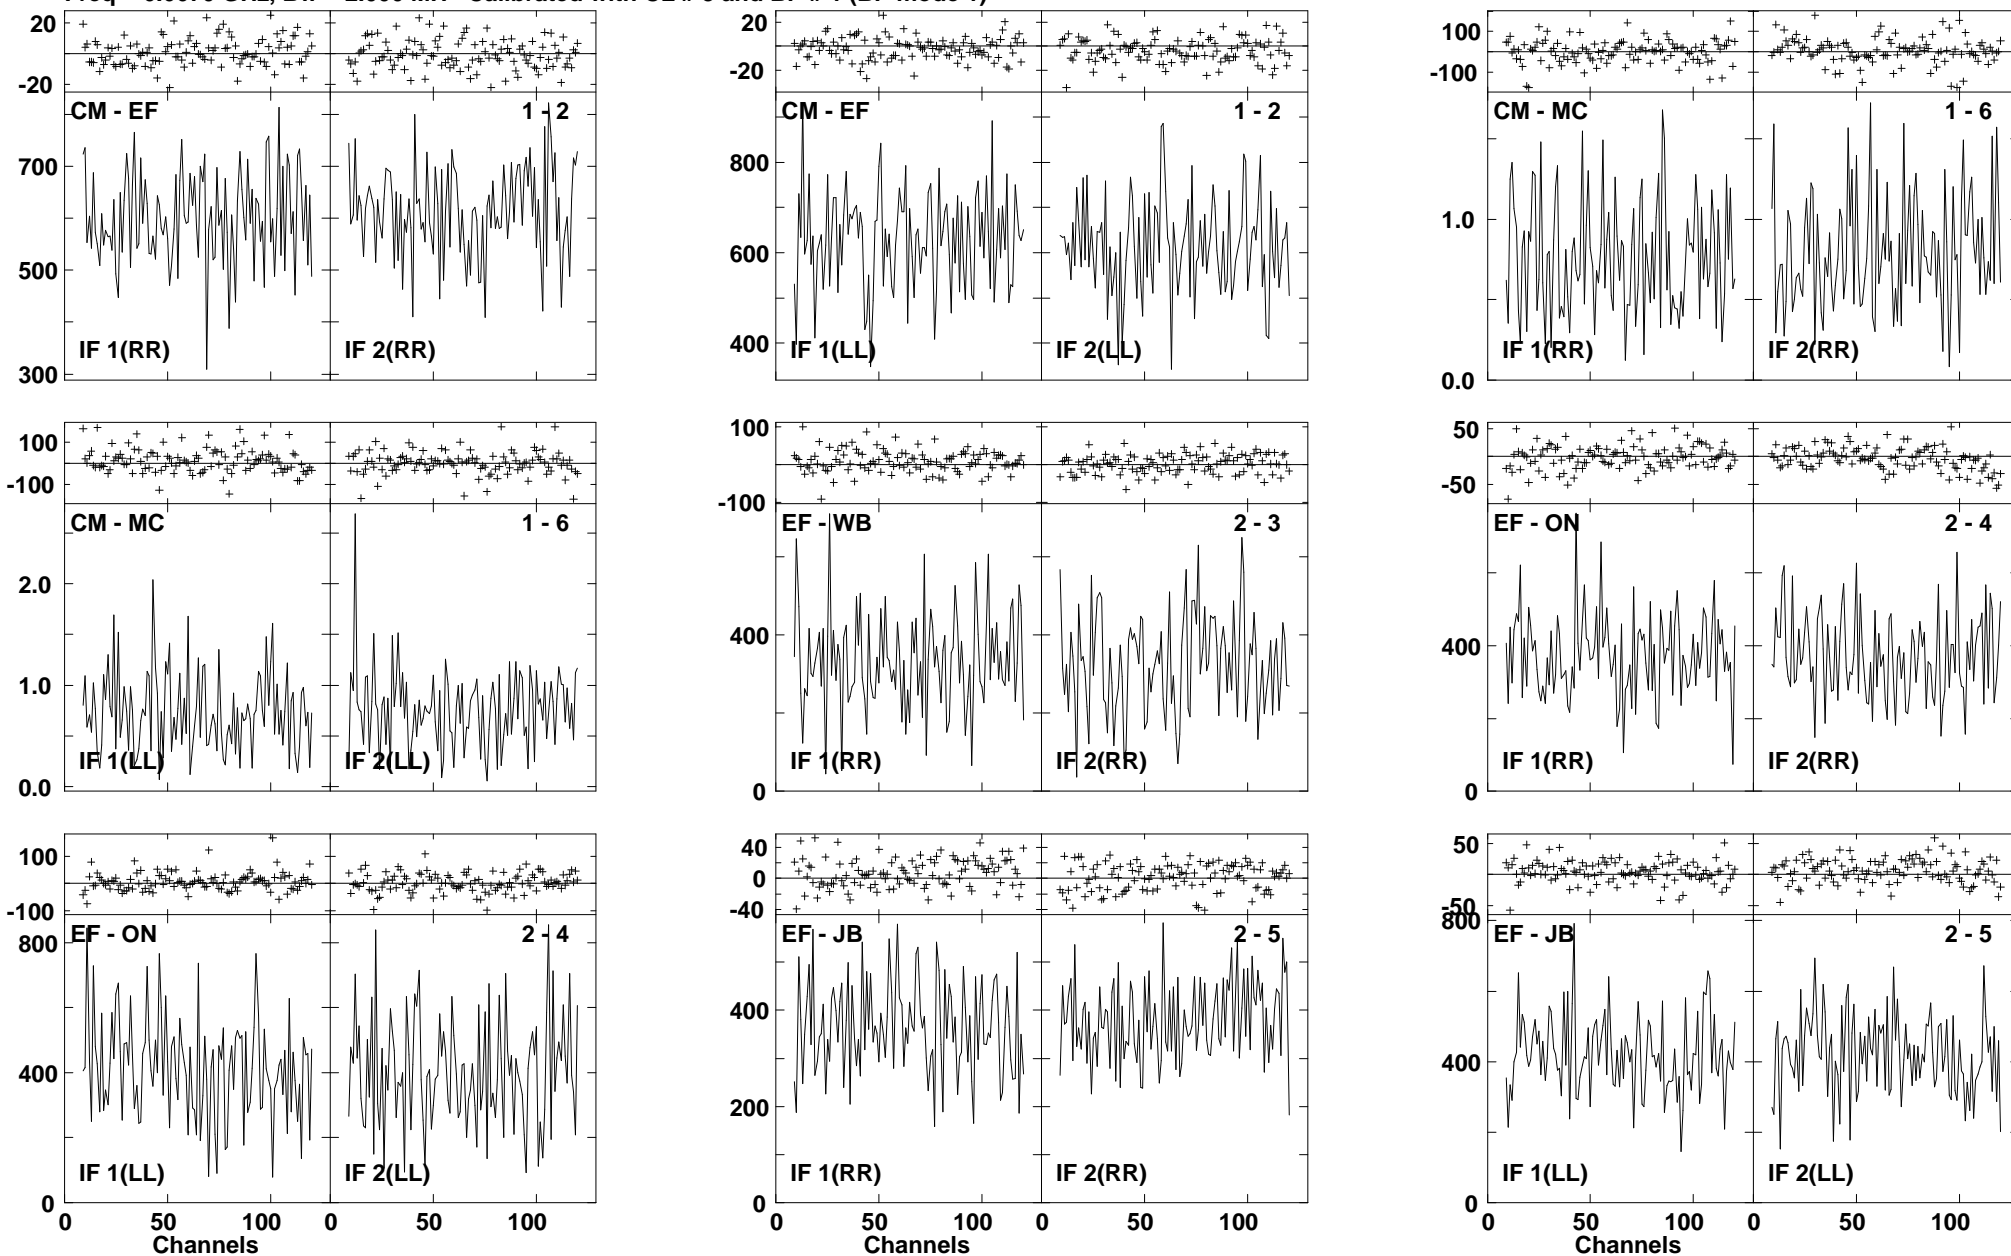 20
-20
CM - EF
1 - 2
700
500
300
IF 1(RR)
IF 2(RR)
20
-20
CM - EF
1 - 2
800
600
400
IF 1(LL)
IF 2(LL)
100
-100
CM - MC
1 - 6
1.0
0.0
IF 1(RR)
IF 2(RR)
100
-100
CM - MC
1 - 6
2.0
1.0
0.0
IF 1(LL)
IF 2(LL)
100
-100
EF - WB
2 - 3
400
0
IF 1(RR)
IF 2(RR)
50
-50
EF - ON
2 - 4
400
0
IF 1(RR)
IF 2(RR)
100
-100
EF - ON
2 - 4
800
400
0
IF 1(LL)
IF 2(LL)
0 50 100 0 50 100
Channels
40
0
-40
EF - JB
2 - 5
400
200
0
IF 1(RR)
IF 2(RR)
0 50 100 0 50 100
Channels
50
-50
EF - JB
2 - 5
800
400
0
IF 1(LL)
IF 2(LL)
0 50 100 0 50 100
Channels